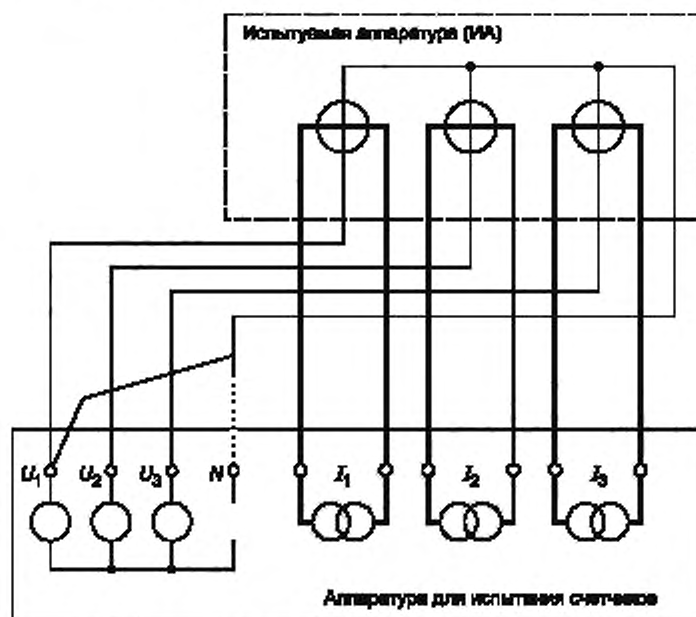 Испытуемая аппаратура (ИА)
U1 U2 U3 N I1 I2 I3
Аппаратура для испытания счетчиков